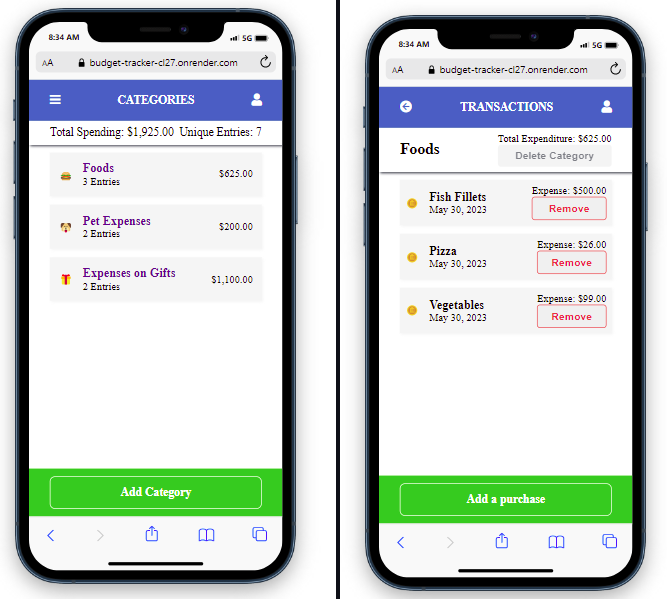 8:34 AM
5G
AA
budget-tracker-cl27.onrender.com
CATEGORIES
Total Spending: $1,925.00 Unique Entries: 7
Foods
3 Entries
$625.00
Pet Expenses
2 Entries
$200.00
Expenses on Gifts
2 Entries
$1,100.00
Add Category
8:34 AM
5G
AA
budget-tracker-cl27.onrender.com
TRANSACTIONS
Foods
Total Expenditure: $625.00
Delete Category
Fish Fillets
May 30, 2023
Expense: $500.00
Remove
Pizza
May 30, 2023
Expense: $26.00
Remove
Vegetables
May 30, 2023
Expense: $99.00
Remove
Add a purchase